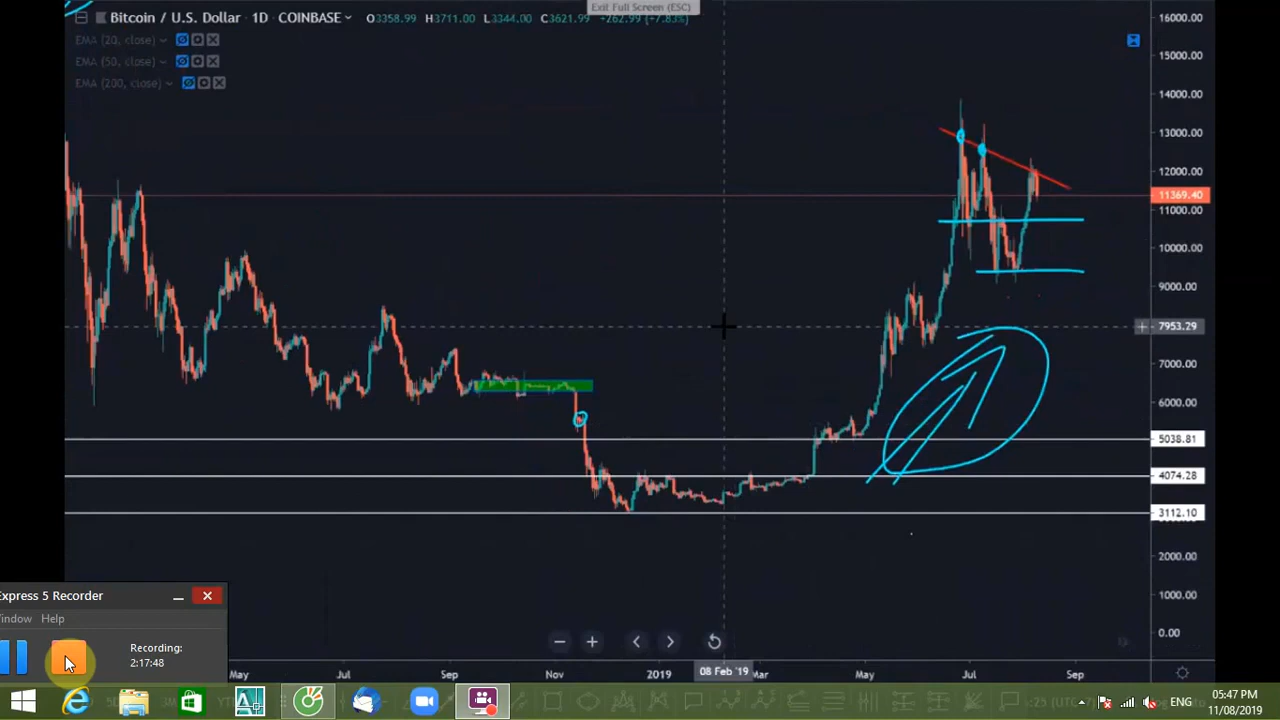 Exit Full Screen (ESC)
Bitcoin / U.S. Dollar · 1D · COINBASE O3358.99 H3711.00 L3344.00 C3621.99 +262.99 (+7.83%)
EMA (20, close)
EMA (50, close)
EMA (200, close)
16000.00
15000.00
14000.00
13000.00
12000.00
11369.40
11000.00
10000.00
9000.00
7953.29
7000.00
6000.00
5038.81
4074.28
3112.10
2000.00
1000.00
0.00
Express 5 Recorder
Window Help
Recording:
2:17:48
May Jul Sep Nov 2019 08 Feb '19 Mar May Jul Sep
ENG
05:47 PM
11/08/2019